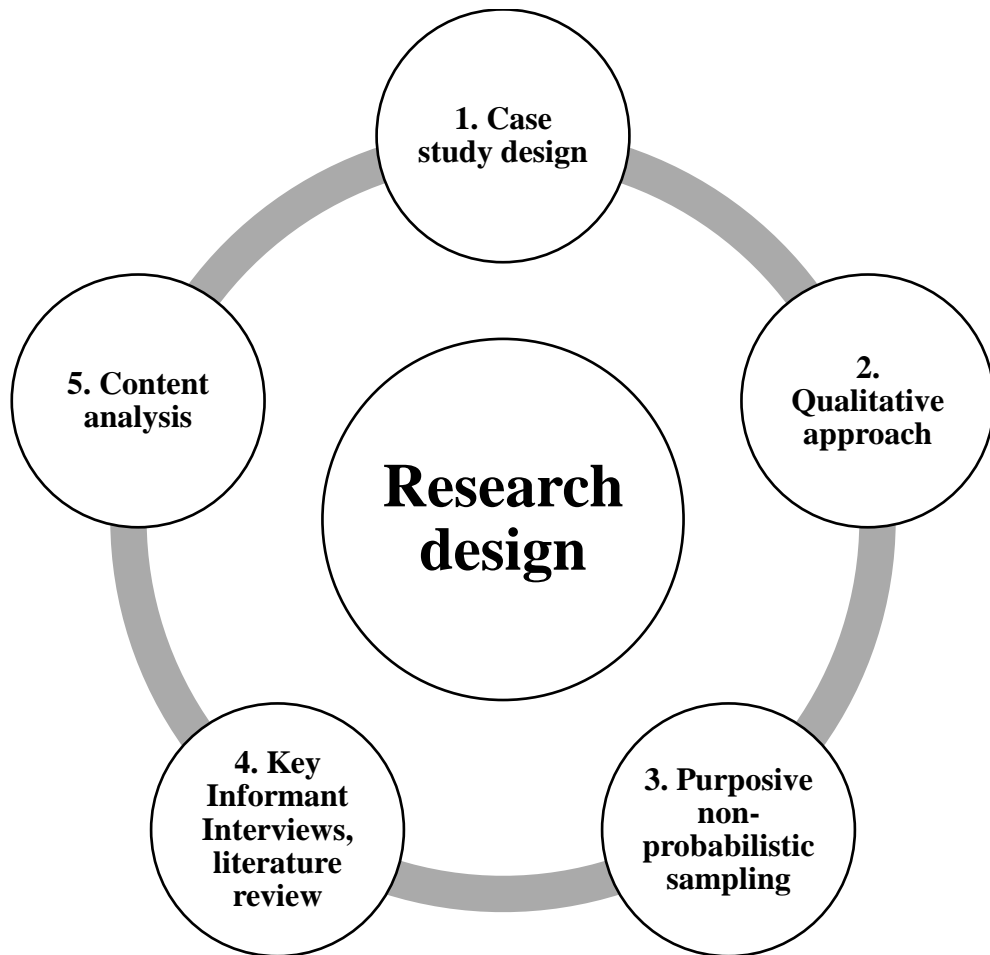 1. Case
study design
2.
Qualitative
approach
3. Purposive
non-
probabilistic
sampling
4. Key
Informant
Interviews,
literature
review
5. Content
analysis
Research
design